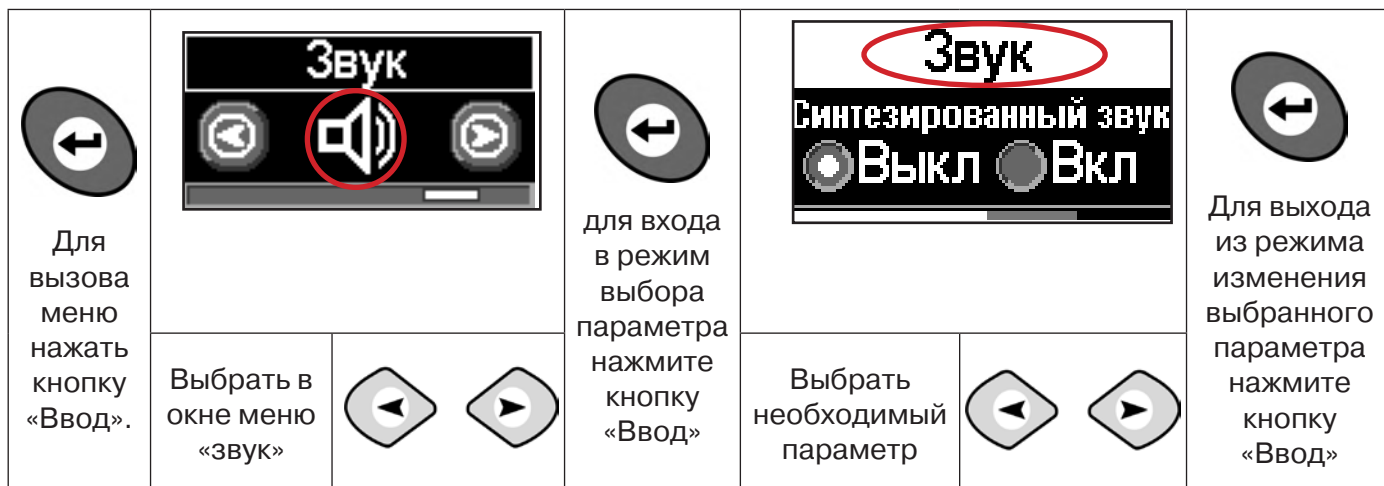 Для
вызова
меню
нажать
кнопку
«Ввод».
Звук
Выбрать в
окне меню
«звук»
для входа
в режим
выбора
параметра
нажмите
кнопку
«Ввод»
Звук
Синтезированный звук
Выкл Вкл
Выбрать
необходимый
параметр
Для выхода
из режима
изменения
выбранного
параметра
нажмите
кнопку
«Ввод»